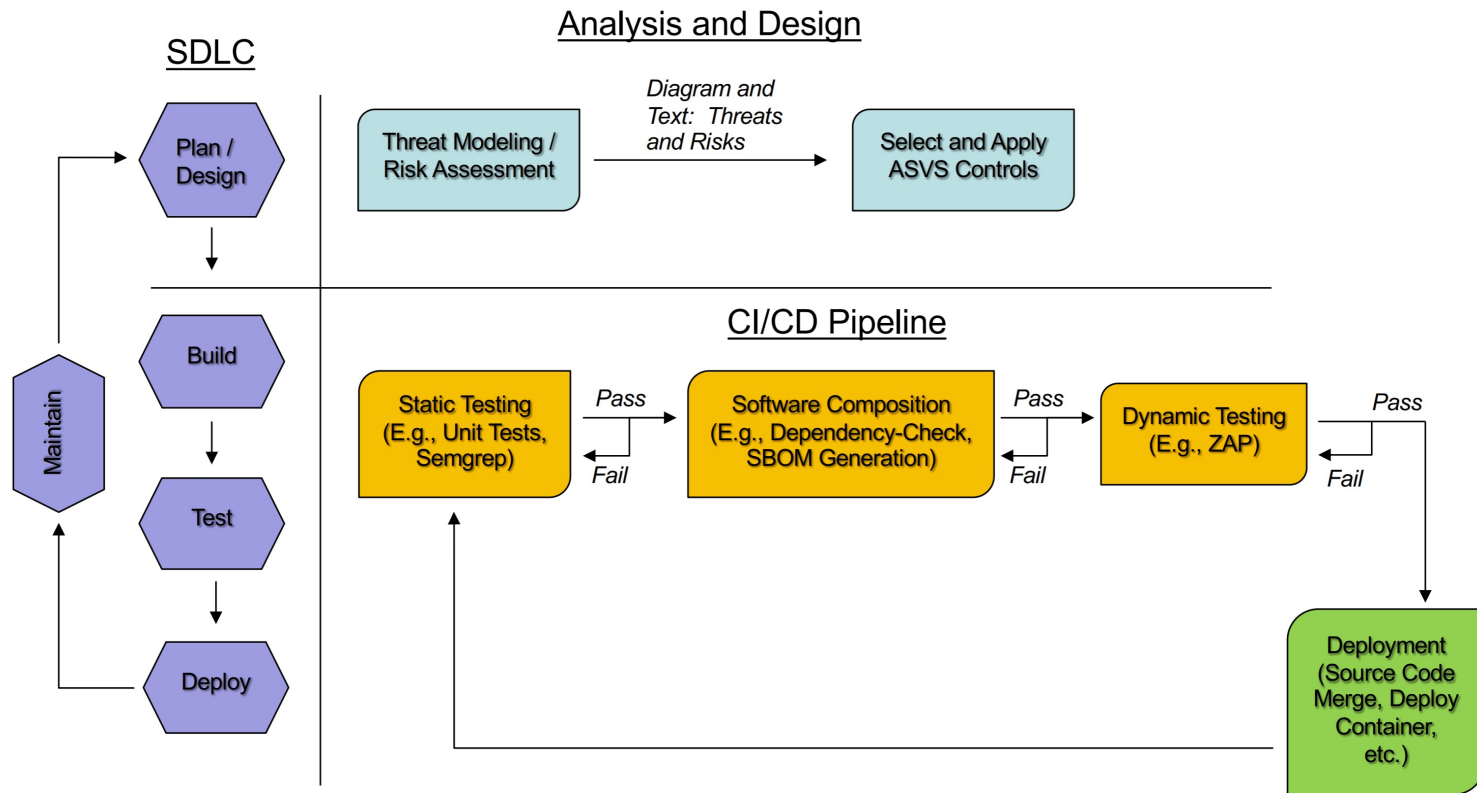 Analysis and Design
SDLC
Diagram and
Text:  Threats
and Risks
Plan /
Design
Threat Modeling /
Risk Assessment
Select and Apply
ASVS Controls
CI/CD Pipeline
Build
Maintain
Static Testing
(E.g., Unit Tests,
Semgrep)
Pass
Fail
Software Composition
(E.g., Dependency-Check,
SBOM Generation)
Pass
Fail
Dynamic Testing
(E.g., ZAP)
Pass
Fail
Test
Deploy
Deployment
(Source Code
Merge, Deploy
Container,
etc.)